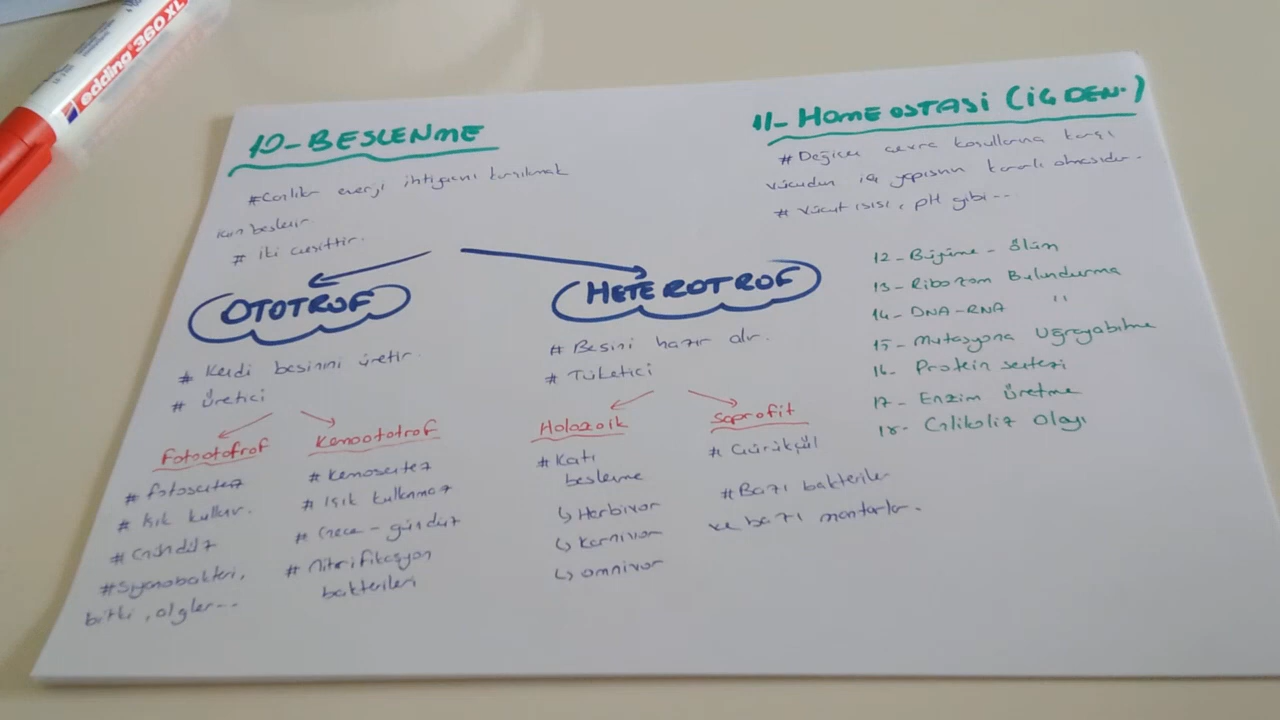 edding 360 XL
10- BESLENME
# Canlılar enerji ihtiyacını karşılamak
için beslenir.
# İki çeşittir.
OTOTROF
# Kendi besinini üretir.
# Üretici
Fotoototrof
# Fotosentez
# Işık kullanır.
# Gündüz
# Siyanobakteri,
bitki, algler...
Kemoototrof
# Kemosentez
# Işık kullanmaz
# Gece - gündüz
# Nitrifikasyon
bakterileri
HETEROTROF
# Besini hazır alır.
# Tüketici
Holozoik
# Katı
beslenme
↳ Herbivor
↳ Karnivor
↳ omnivor
Saprofit
# Çürükçül
# Bazı bakteriler
ve bazı mantarlar.
11- HOMEOSTASİ (İÇ DEN.)
# Değişen çevre koşullarına karşı
vücudun iç yapısının kararlı olmasıdır.
# Vücut ısısı, pH gibi...
12- Büyüme - Ölüm
13- Ribozom Bulundurma
14- DNA-RNA "
15- Mutasyona Uğrayabilme
16- Protein sentezi
17- Enzim Üretme
18- Glikoliz Olayı